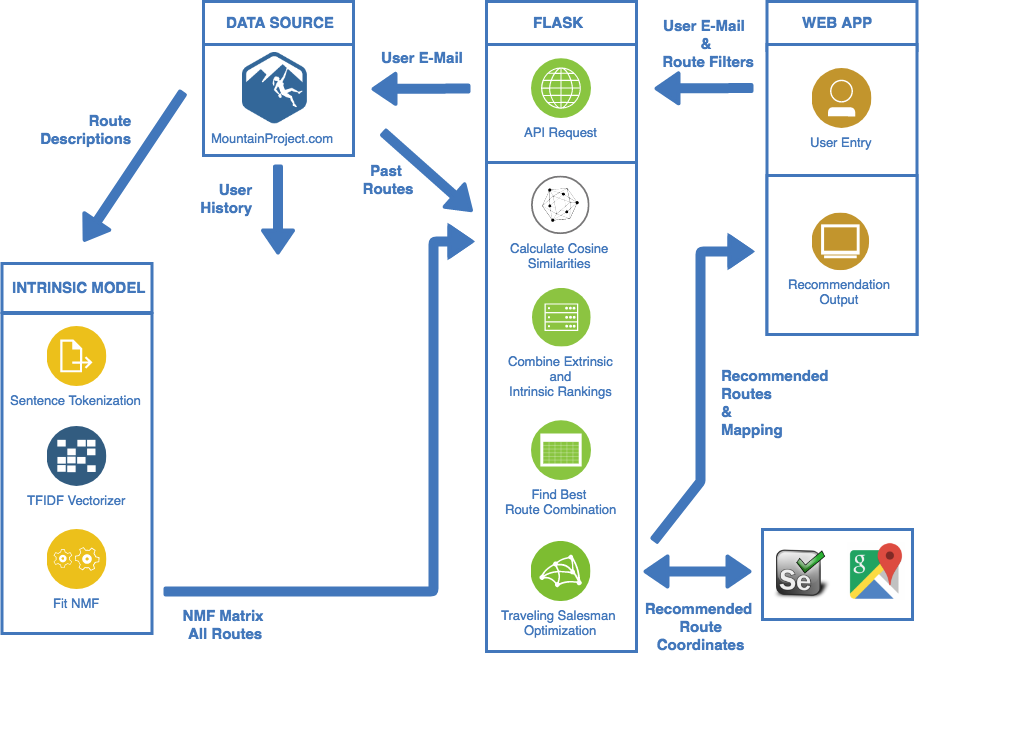 DATA SOURCE
MountainProject.com
FLASK
API Request
Calculate Cosine
Similarities
Combine Extrinsic
and
Intrinsic Rankings
Find Best
Route Combination
Traveling Salesman
Optimization
WEB APP
User Entry
Recommendation
Output
User E-Mail
&
Route Filters
User E-Mail
Past
Routes
Route
Descriptions
User
History
INTRINSIC MODEL
Sentence Tokenization
TFIDF Vectorizer
Fit NMF
NMF Matrix
All Routes
Recommended
Routes
&
Mapping
Recommended
Route
Coordinates
Se
g